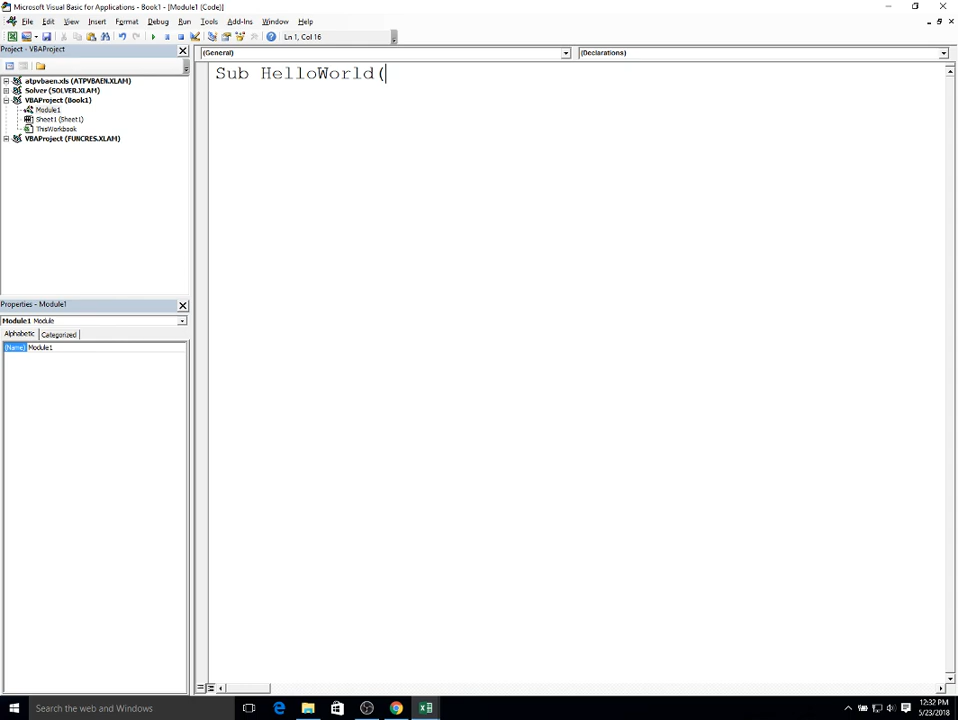 Microsoft Visual Basic for Applications - Book1 - [Module1 (Code)]
File Edit View Insert Format Debug Run Tools Add-Ins Window Help
Ln 1, Col 16
Project - VBAProject
(General)
(Declarations)
Sub HelloWorld(
atpvbaen.xls (ATPVBAEN.XLAM)
Solver (SOLVER.XLAM)
VBAProject (Book1)
Module1
Sheet1 (Sheet1)
ThisWorkbook
VBAProject (FUNCRES.XLAM)
Properties - Module1
Module1 Module
Alphabetic Categorized
(Name) Module1
Search the web and Windows
12:32 PM
5/23/2018